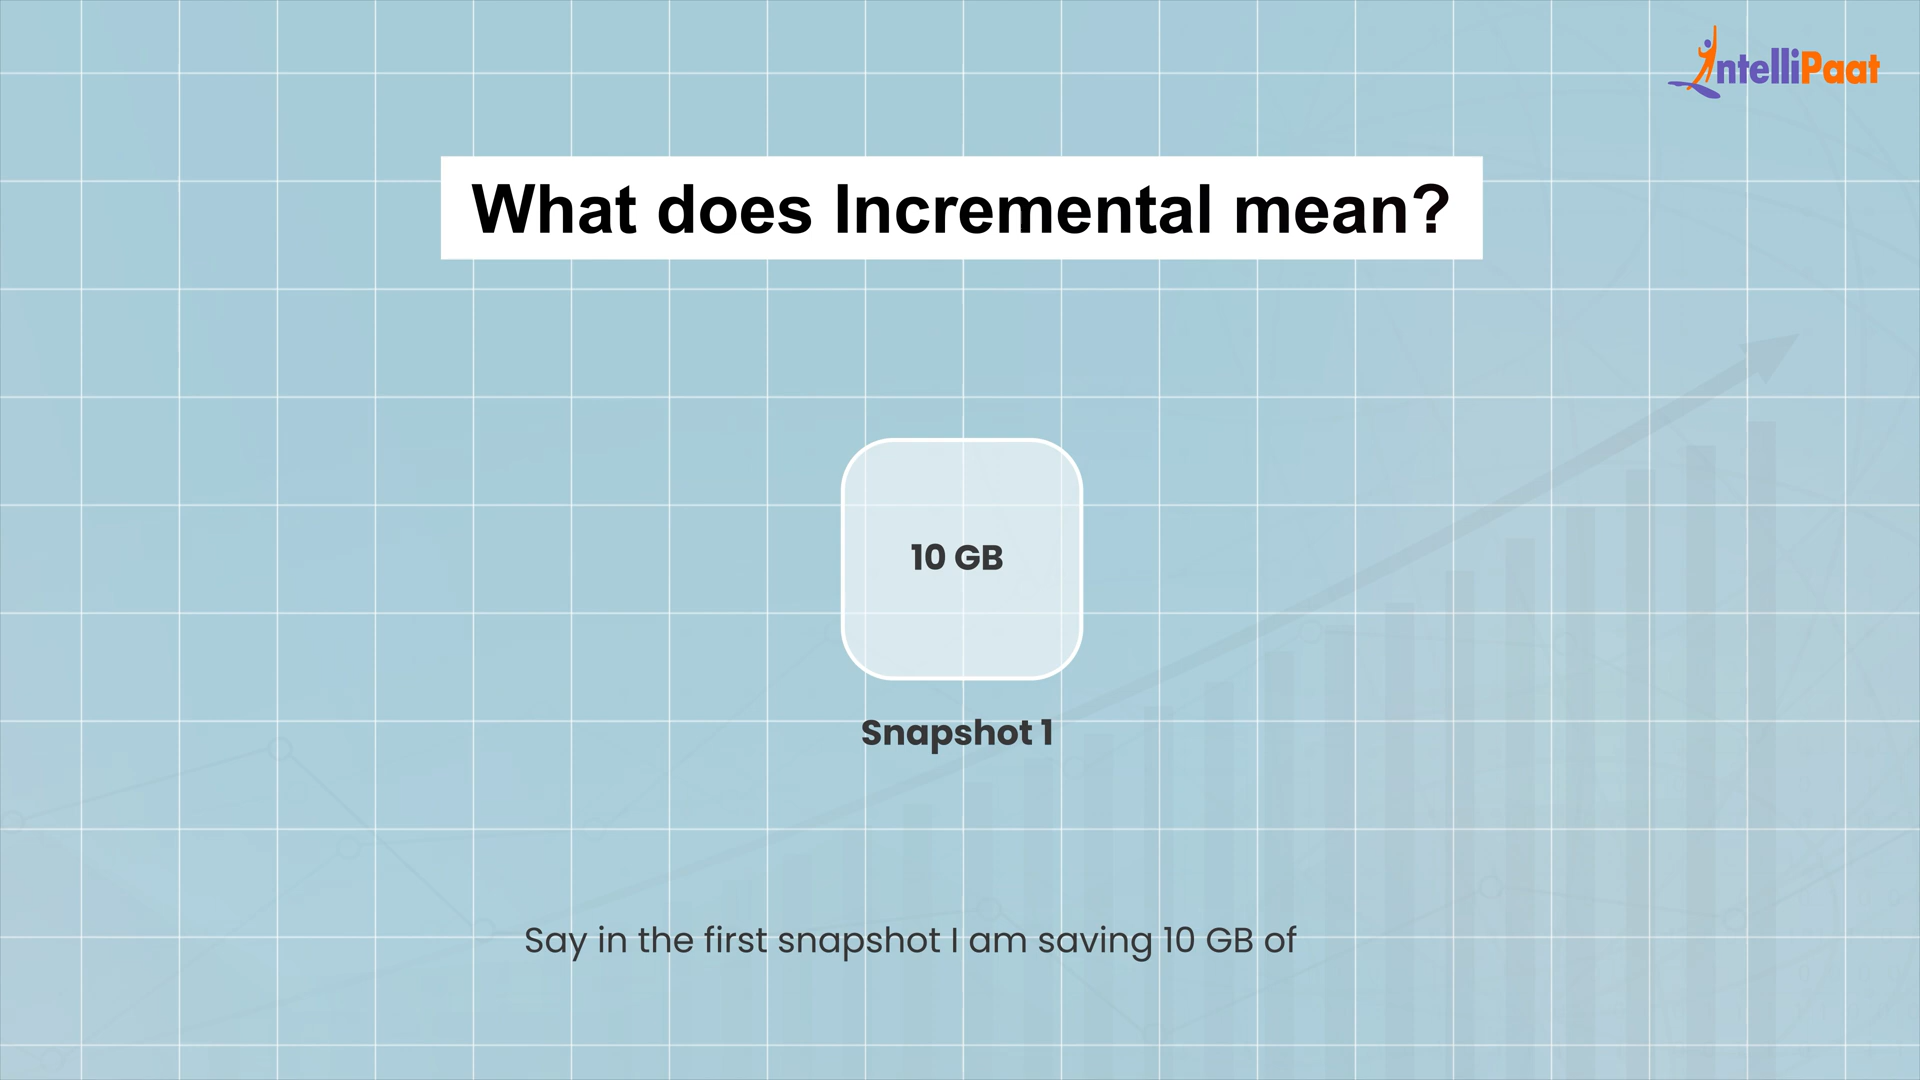 IntelliPaat
What does Incremental mean?
10 GB
Snapshot 1
Say in the first snapshot I am saving 10 GB of